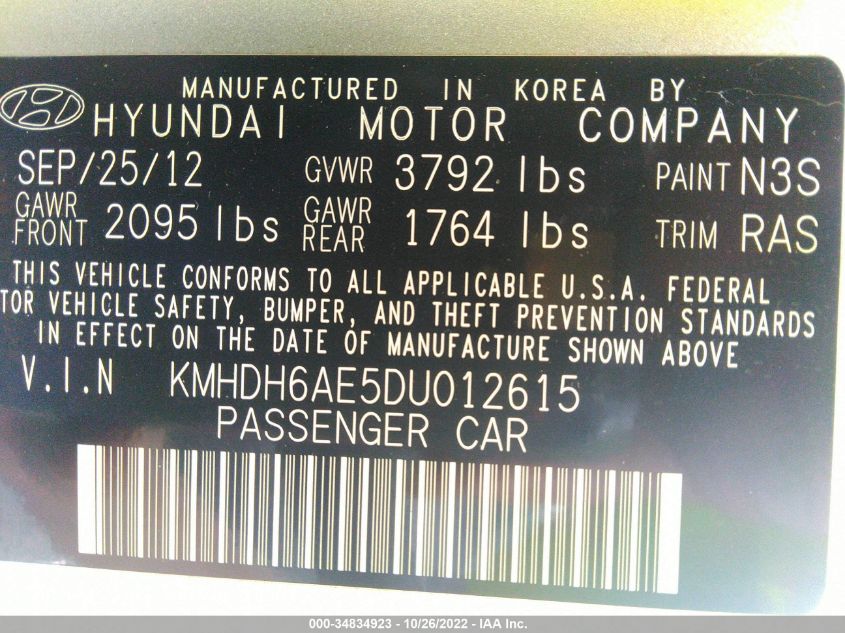 MANUFACTURED IN KOREA BY
HYUNDAI MOTOR COMPANY
SEP/25/12 GVWR 3792 lbs PAINT N3S
GAWR FRONT 2095 lbs GAWR REAR 1764 lbs TRIM RAS
THIS VEHICLE CONFORMS TO ALL APPLICABLE U.S.A. FEDERAL
TOR VEHICLE SAFETY, BUMPER, AND THEFT PREVENTION STANDARDS
IN EFFECT ON THE DATE OF MANUFACTURE SHOWN ABOVE
V.I.N KMHDH6AE5DU012615
PASSENGER CAR
000-34834923 - 10/26/2022 - IAA Inc.